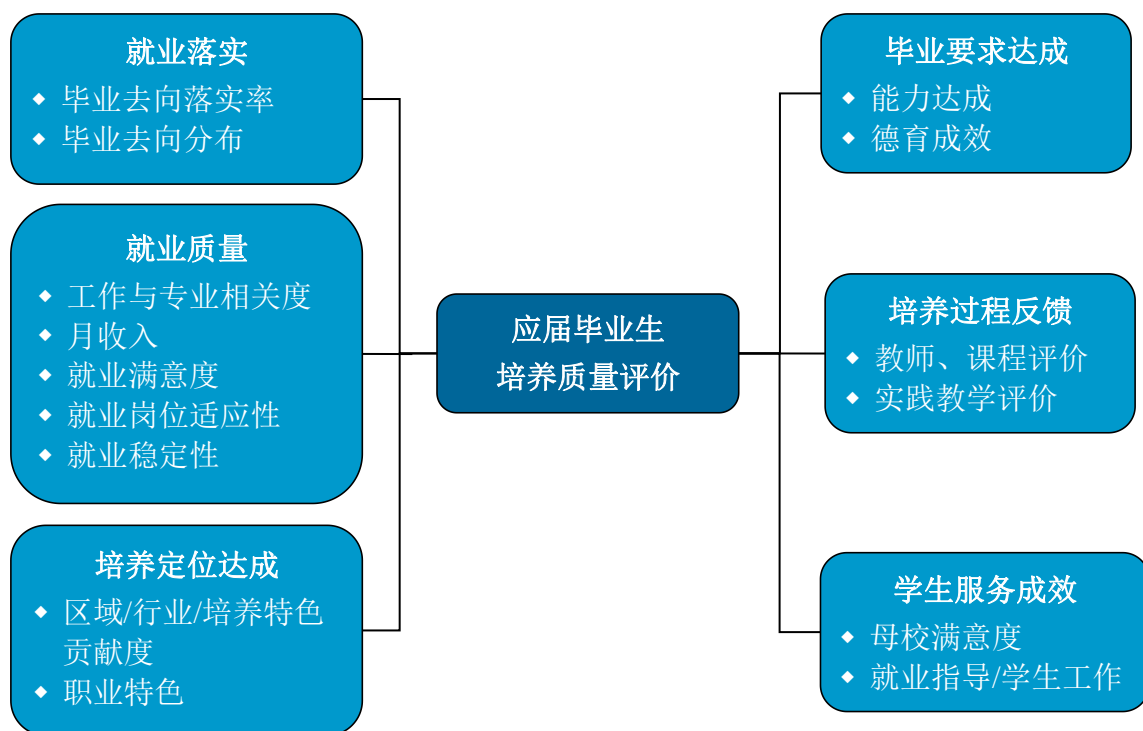 就业落实
毕业去向落实率
毕业去向分布
就业质量
工作与专业相关度
月收入
就业满意度
就业岗位适应性
就业稳定性
培养定位达成
区域/行业/培养特色
贡献度
职业特色
应届毕业生
培养质量评价
毕业要求达成
能力达成
德育成效
培养过程反馈
教师、课程评价
实践教学评价
学生服务成效
母校满意度
就业指导/学生工作